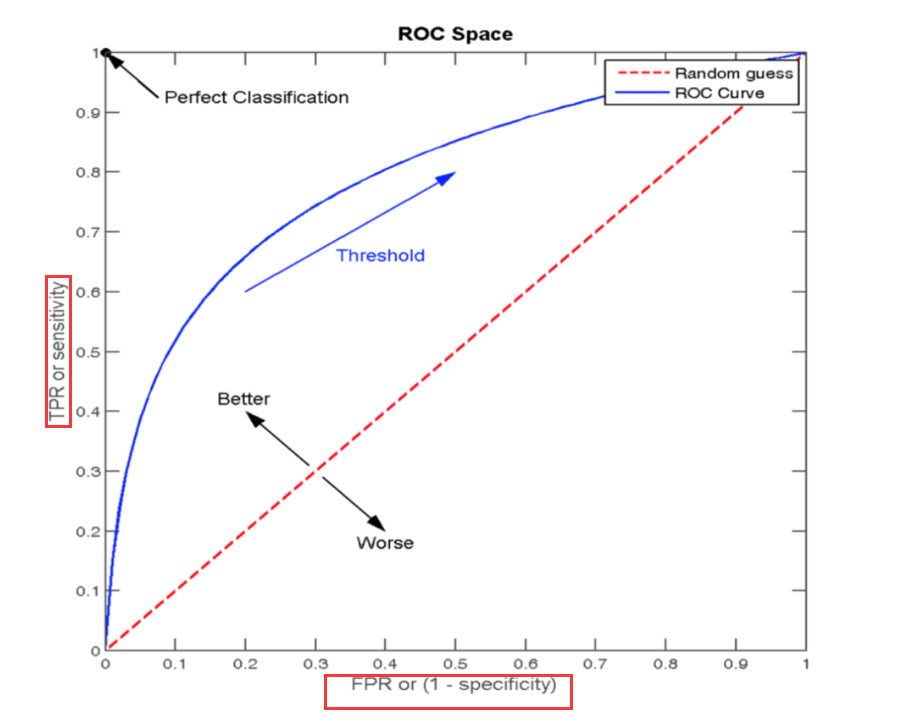 ROC Space
Perfect Classification
Random guess
ROC Curve
Threshold
Better
Worse
TPR or sensitivity
1
0.9
0.8
0.7
0.6
0.5
0.4
0.3
0.2
0.1
0
0 0.1 0.2 0.3 0.4 0.5 0.6 0.7 0.8 0.9 1
FPR or (1 - specificity)